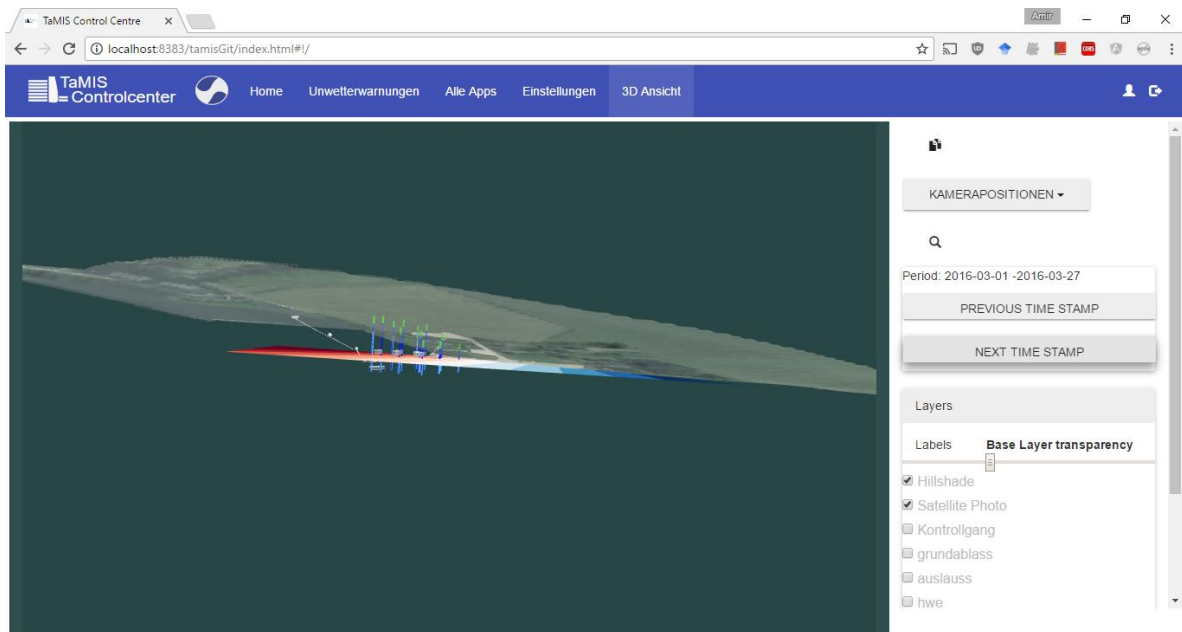 TaMIS Control Centre
Amir
localhost:8383/tamisGit/index.html#!/
TaMIS
Controlcenter
Home
Unwetterwarnungen
Alle Apps
Einstellungen
3D Ansicht
KAMERAPOSITIONEN
Period: 2016-03-01 -2016-03-27
PREVIOUS TIME STAMP
NEXT TIME STAMP
Layers
Labels Base Layer transparency
Hillshade
Satellite Photo
Kontrollgang
grundablass
auslauss
hwe